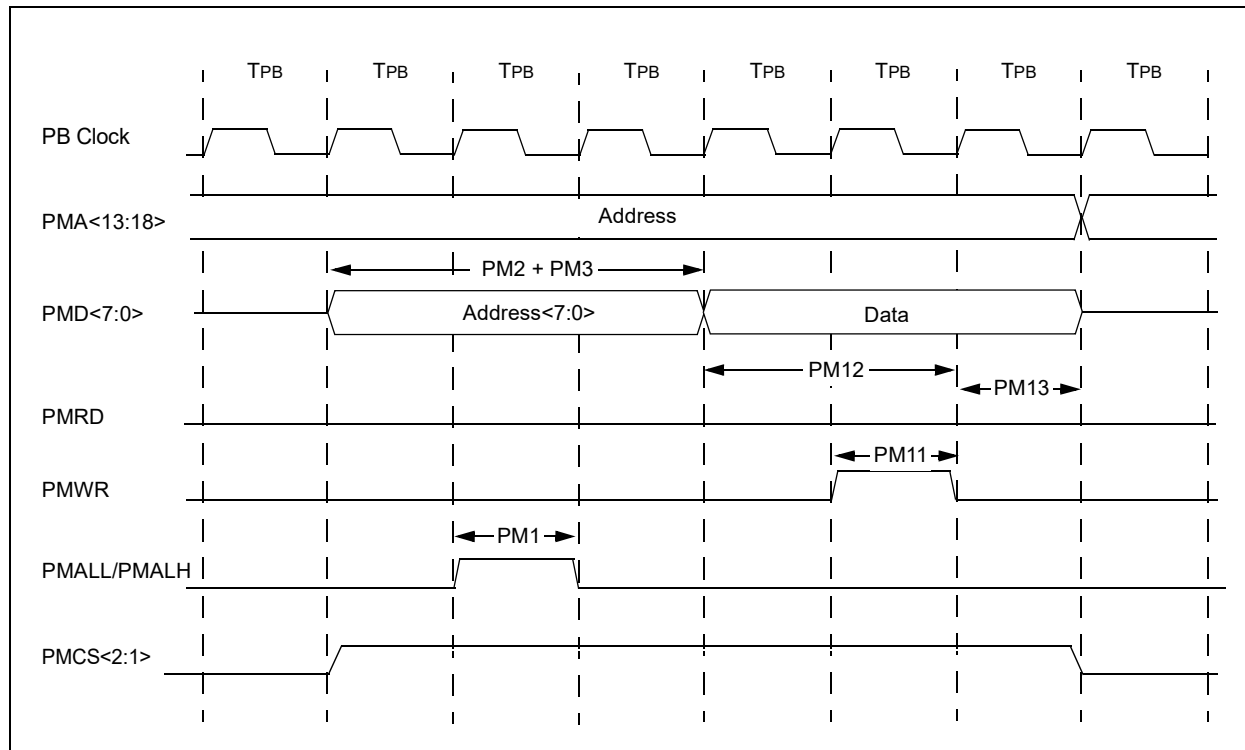 TPB TPB TPB TPB TPB TPB TPB TPB
PB Clock
PMA<13:18>
Address
PM2 + PM3
PMD<7:0>
Address<7:0>
Data
PM12
PM13
PMRD
PM11
PMWR
PM1
PMALL/PMALH
PMCS<2:1>